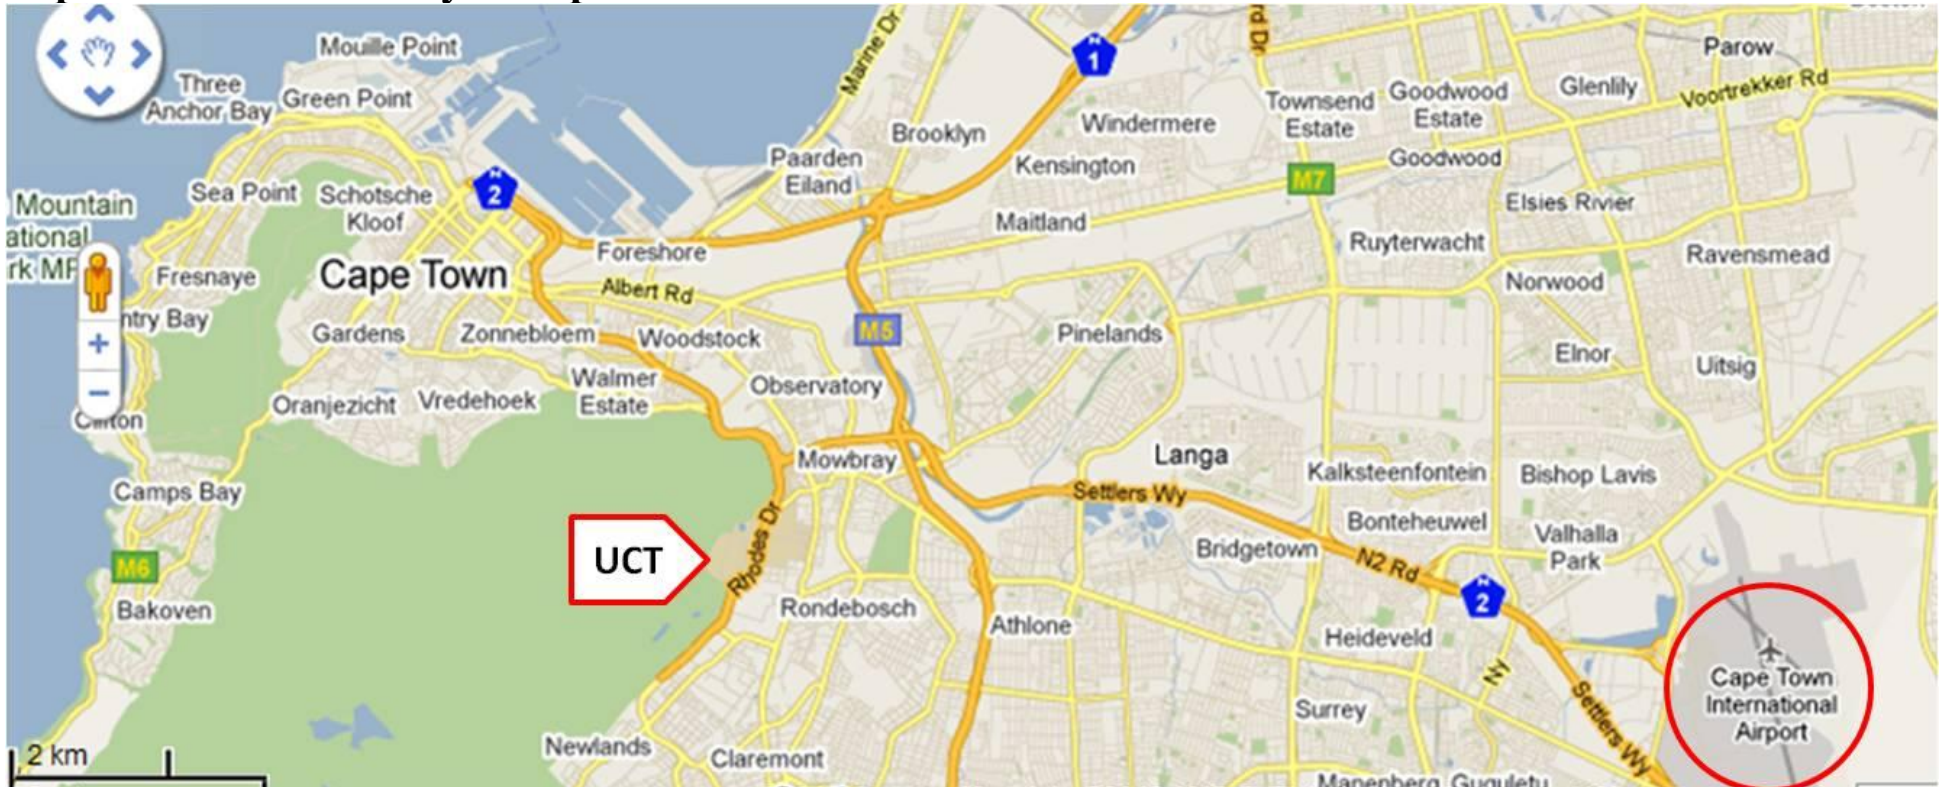 Mouille Point
Three
Anchor Bay
Green Point
Marine Dr
N
1
Parow
Glenlily
Voortrekker Rd
Goodwood
Estate
Townsend
Estate
Windermere
Brooklyn
Kensington
Paarden
Eiland
Goodwood
M7
Mountain
ational
Sea Point
Schotsche
Kloof
N
2
Maitland
Elsies Rivier
Ruyterwacht
Ravensmead
Foreshore
Fresnaye
Cape Town
Albert Rd
Norwood
ntry Bay
Gardens
Zonnebloem
Woodstock
M5
Pinelands
Elnor
Uitsig
Walmer
Estate
Observatory
Oranjezicht
Vredehoek
Mowbray
Langa
Kalksteenfontein
Bishop Lavis
Camps Bay
Settlers Wy
Bonteheuwel
Valhalla
Park
UCT
Rhodes Dr
Bridgetown
N2 Rd
M6
Bakoven
N
2
Rondebosch
Athlone
Heideveld
Ny
Cape Town
International
Airport
Surrey
Settlers Wy
Newlands
Claremont
2 km